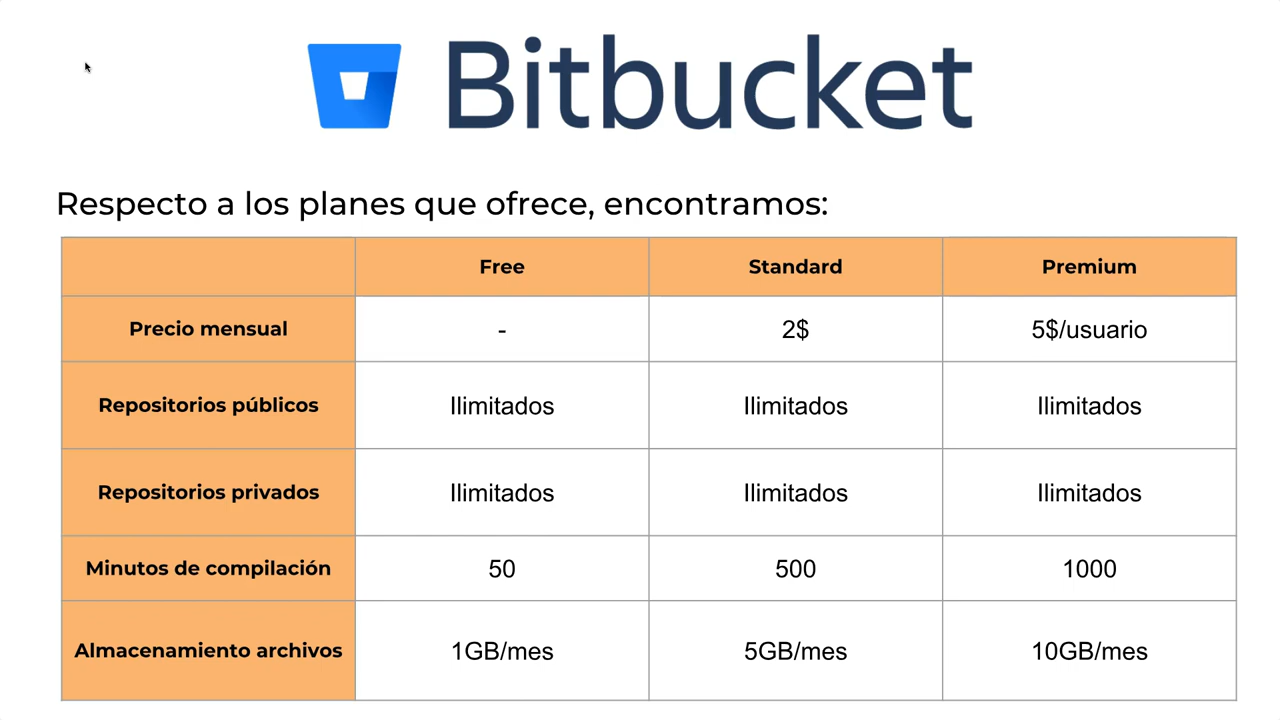 Bitbucket
Respecto a los planes que ofrece, encontramos:
Free Standard Premium
Precio mensual - 2$ 5$/usuario
Repositorios públicos Ilimitados Ilimitados Ilimitados
Repositorios privados Ilimitados Ilimitados Ilimitados
Minutos de compilación 50 500 1000
Almacenamiento archivos 1GB/mes 5GB/mes 10GB/mes